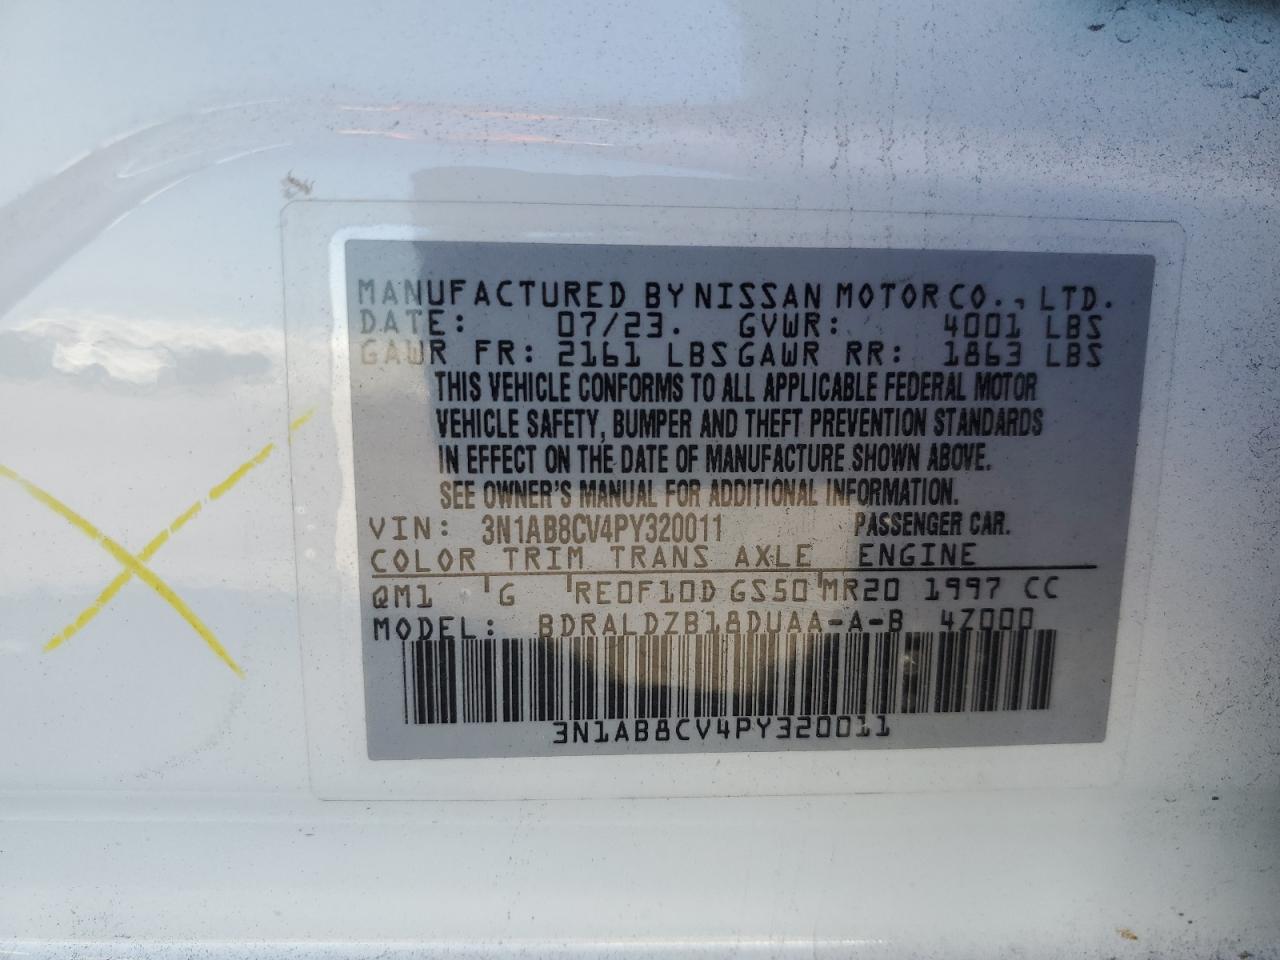 MANUFACTURED BY NISSAN MOTOR CO., LTD.
DATE: 07/23. GVWR: 4001 LBS
GAWR FR: 2161 LBS GAWR RR: 1863 LBS
THIS VEHICLE CONFORMS TO ALL APPLICABLE FEDERAL MOTOR
VEHICLE SAFETY, BUMPER AND THEFT PREVENTION STANDARDS
IN EFFECT ON THE DATE OF MANUFACTURE SHOWN ABOVE.
SEE OWNER'S MANUAL FOR ADDITIONAL INFORMATION.
VIN: 3N1AB8CV4PY320011 PASSENGER CAR.
COLOR TRIM TRANS AXLE ENGINE
QM1 G RE0F10D GS50 MR20 1997 CC
MODEL: BDRALDZB18DUAA-A-B 4Z000
3N1AB8CV4PY320011